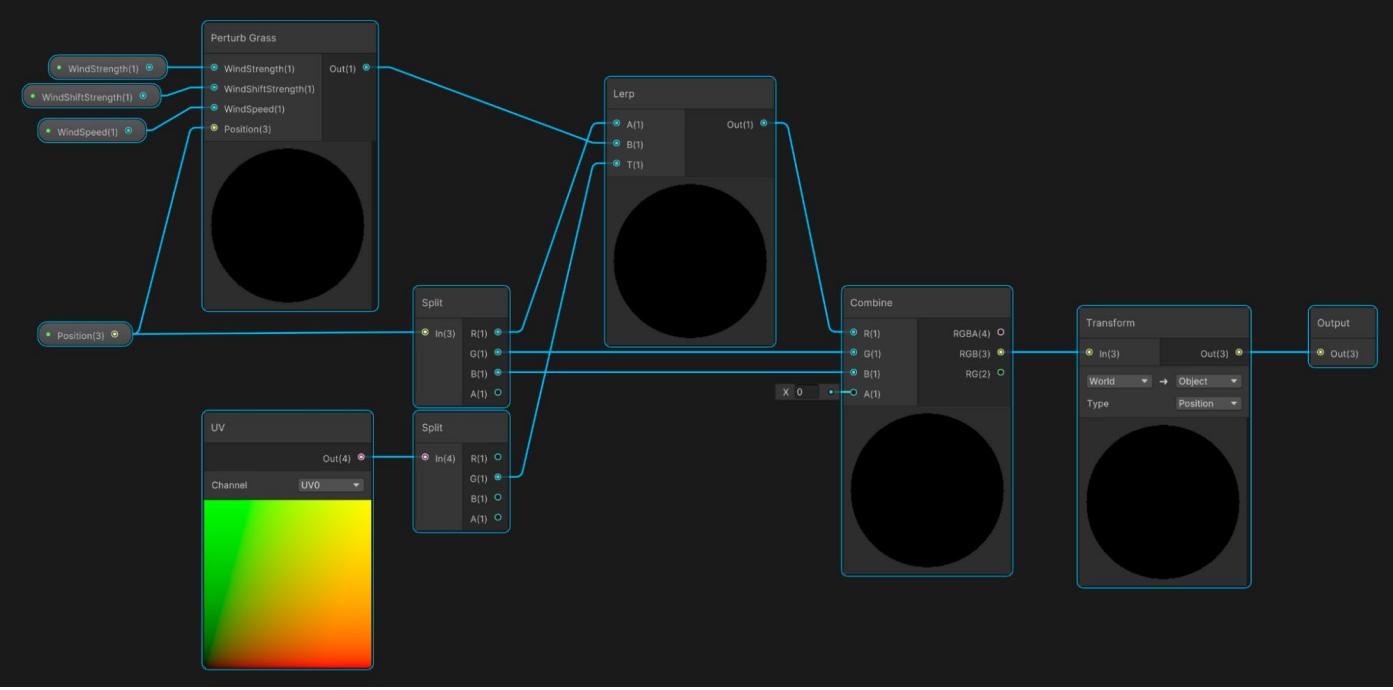 Perturb Grass
WindStrength(1)
WindShiftStrength(1)
WindSpeed(1)
WindStrength(1) Out(1)
WindShiftStrength(1)
WindSpeed(1)
Position(3)
Position(3)
Lerp
A(1) Out(1)
B(1)
T(1)
Split
In(3) R(1)
G(1)
B(1)
A(1)
UV
Out(4)
Channel UV0
Split
In(4) R(1)
G(1)
B(1)
A(1)
X 0
Combine
R(1) RGBA(4)
G(1) RGB(3)
B(1) RG(2)
A(1)
Transform
In(3) Out(3)
World → Object
Type Position
Output
Out(3)